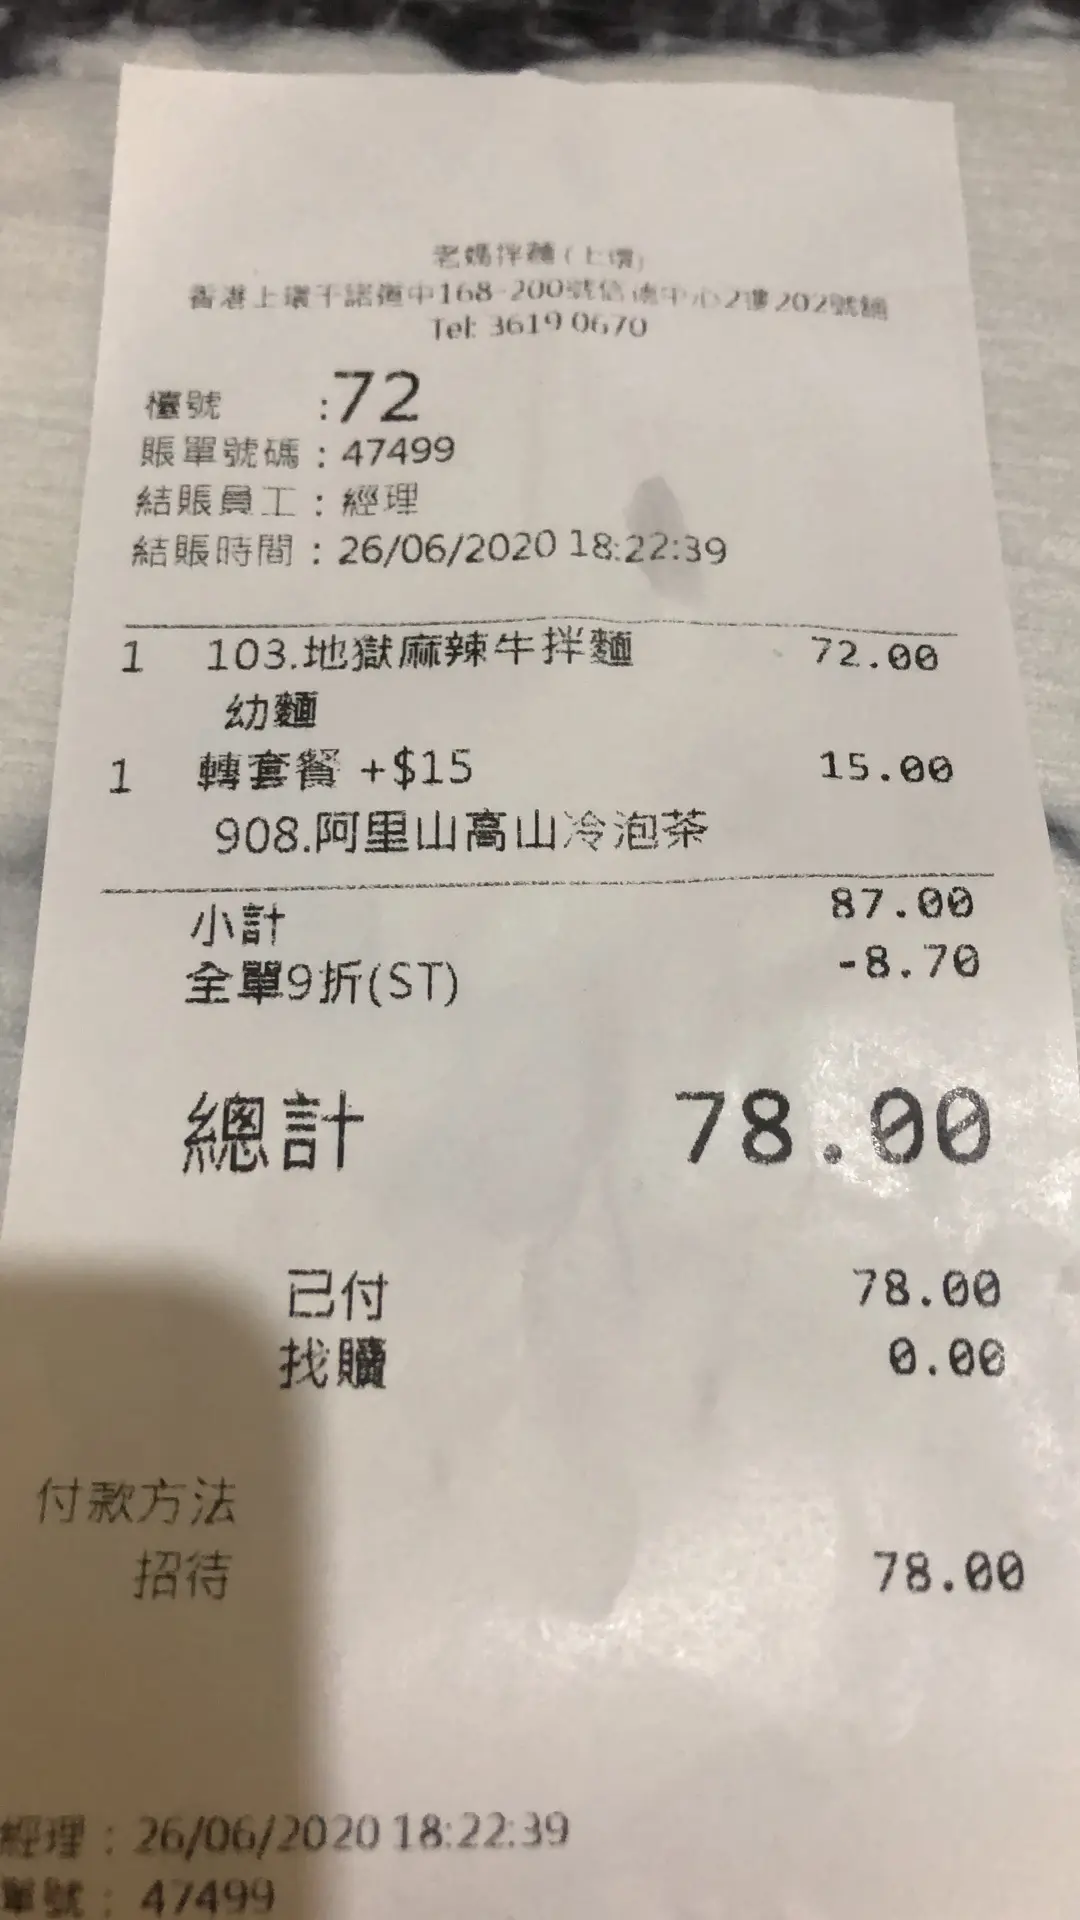 老媽拌麵(上環)
香港上環干諾道中168-200號信德中心2樓202號舖
Tel: 3619 0670
檯號 :72
賬單號碼 : 47499
結賬員工 : 經理
結賬時間 : 26/06/2020 18:22:39
1 103.地獄麻辣牛拌麵 72.00
幼麵
1 轉套餐 +$15 15.00
908.阿里山高山冷泡茶
小計 87.00
全單9折(ST) -8.70
總計 78.00
已付 78.00
找贖 0.00
付款方法
招待 78.00
經理 : 26/06/2020 18:22:39
單號 : 47499